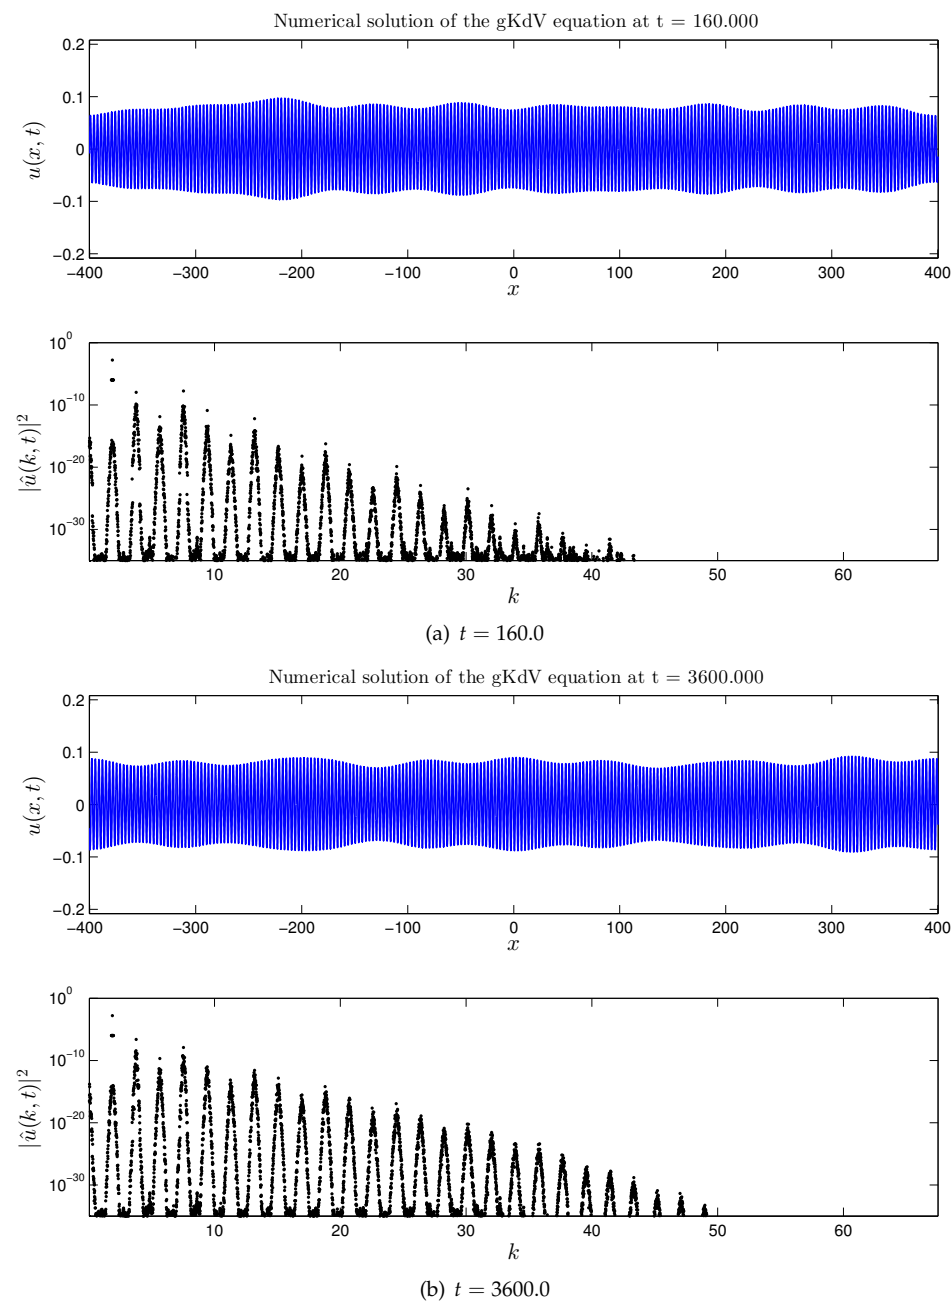 Numerical solution of the gKdV equation at t = 160.000
0.2
0.1
0
−0.1
−0.2
u(x, t)
−400 −300 −200 −100 0 100 200 300 400
x
10^0
10^−10
10^−20
10^−30
|û(k, t)|^2
10 20 30 40 50 60
k
(a) t = 160.0
Numerical solution of the gKdV equation at t = 3600.000
0.2
0.1
0
−0.1
−0.2
u(x, t)
−400 −300 −200 −100 0 100 200 300 400
x
10^0
10^−10
10^−20
10^−30
|û(k, t)|^2
10 20 30 40 50 60
k
(b) t = 3600.0